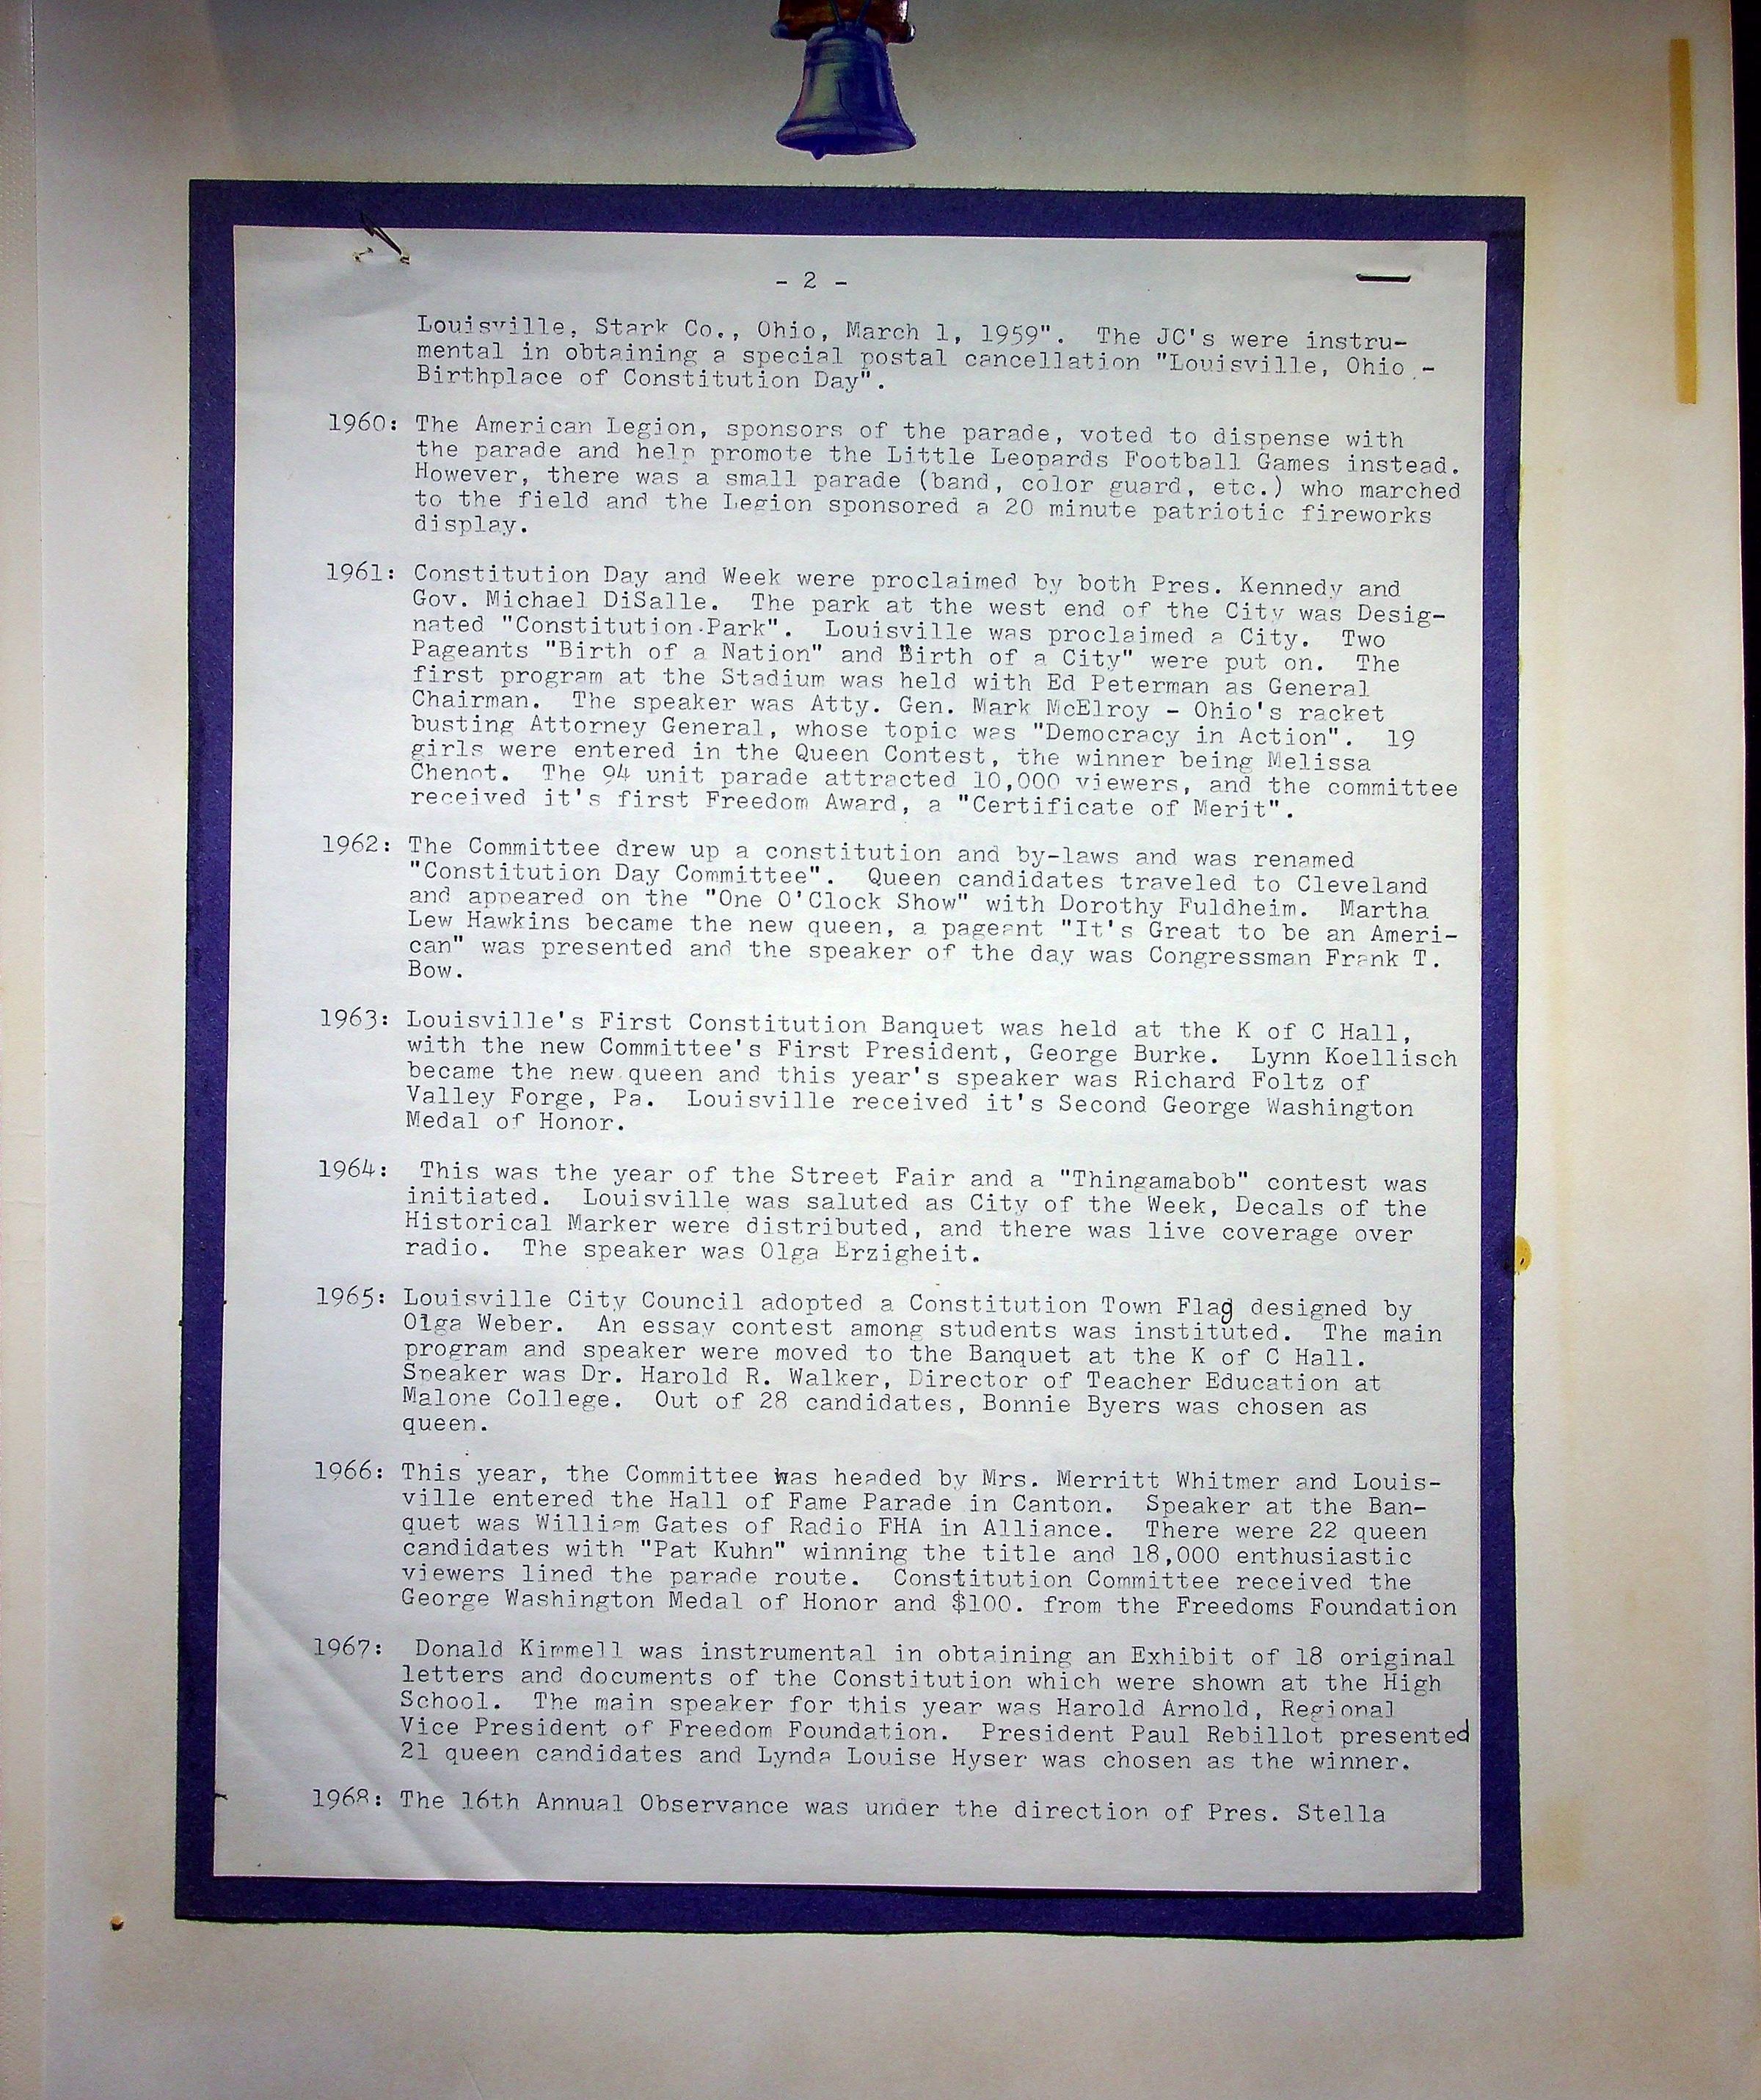 - 2 -
Louisville, Stark Co., Ohio, March 1, 1959". The JC's were instru-
mental in obtaining a special postal cancellation "Louisville, Ohio -
Birthplace of Constitution Day".
1960: The American Legion, sponsors of the parade, voted to dispense with
the parade and help promote the Little Leopards Football Games instead.
However, there was a small parade (band, color guard, etc.) who marched
to the field and the Legion sponsored a 20 minute patriotic fireworks
display.
1961: Constitution Day and Week were proclaimed by both Pres. Kennedy and
Gov. Michael DiSalle. The park at the west end of the City was Desig-
nated "Constitution Park". Louisville was proclaimed a City. Two
Pageants "Birth of a Nation" and "Birth of a City" were put on. The
first program at the Stadium was held with Ed Peterman as General
Chairman. The speaker was Atty. Gen. Mark McElroy - Ohio's racket
busting Attorney General, whose topic was "Democracy in Action". 19
girls were entered in the Queen Contest, the winner being Melissa
Chenot. The 94 unit parade attracted 10,000 viewers, and the committee
received it's first Freedom Award, a "Certificate of Merit".
1962: The Committee drew up a constitution and by-laws and was renamed
"Constitution Day Committee". Queen candidates traveled to Cleveland
and appeared on the "One O'Clock Show" with Dorothy Fuldheim. Martha
Lew Hawkins became the new queen, a pageant "It's Great to be an Ameri-
can" was presented and the speaker of the day was Congressman Frank T.
Bow.
1963: Louisville's First Constitution Banquet was held at the K of C Hall,
with the new Committee's First President, George Burke. Lynn Koellisch
became the new queen and this year's speaker was Richard Foltz of
Valley Forge, Pa. Louisville received it's Second George Washington
Medal of Honor.
1964: This was the year of the Street Fair and a "Thingamabob" contest was
initiated. Louisville was saluted as City of the Week, Decals of the
Historical Marker were distributed, and there was live coverage over
radio. The speaker was Olga Erzigheit.
1965: Louisville City Council adopted a Constitution Town Flag designed by
Olga Weber. An essay contest among students was instituted. The main
program and speaker were moved to the Banquet at the K of C Hall.
Speaker was Dr. Harold R. Walker, Director of Teacher Education at
Malone College. Out of 28 candidates, Bonnie Byers was chosen as
queen.
1966: This year, the Committee was headed by Mrs. Merritt Whitmer and Louis-
ville entered the Hall of Fame Parade in Canton. Speaker at the Ban-
quet was William Gates of Radio FHA in Alliance. There were 22 queen
candidates with "Pat Kuhn" winning the title and 18,000 enthusiastic
viewers lined the parade route. Constitution Committee received the
George Washington Medal of Honor and $100. from the Freedoms Foundation
1967: Donald Kimmell was instrumental in obtaining an Exhibit of 18 original
letters and documents of the Constitution which were shown at the High
School. The main speaker for this year was Harold Arnold, Regional
Vice President of Freedom Foundation. President Paul Rebillot presented
21 queen candidates and Lynda Louise Hyser was chosen as the winner.
1968: The 16th Annual Observance was under the direction of Pres. Stella